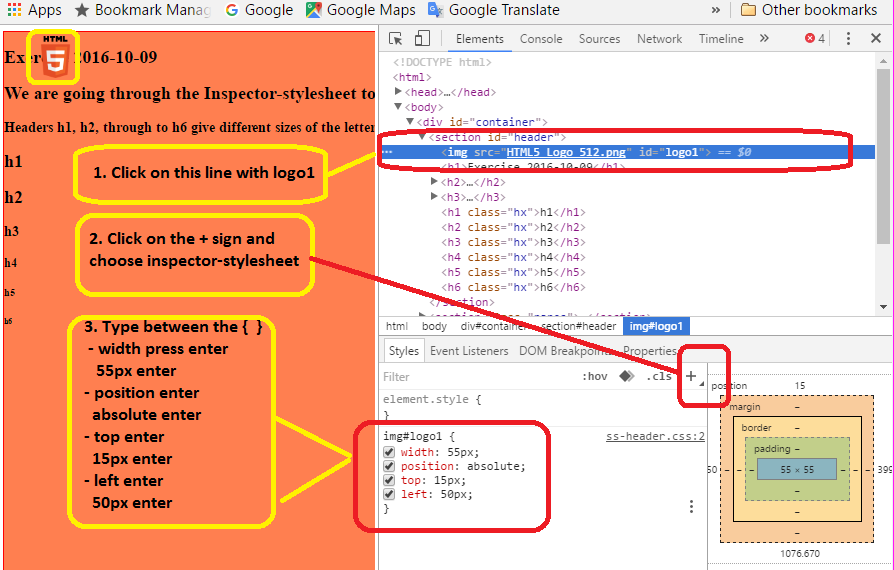 Apps Bookmark Manag Google Google Maps Google Translate » Other bookmarks
HTML
5
Exer 2016-10-09
We are going through the Inspector-stylesheet to
Headers h1, h2, through to h6 give different sizes of the letter
h1
h2
h3
h4
h5
h6
1. Click on this line with logo1
2. Click on the + sign and
choose inspector-stylesheet
3. Type between the { }
- width press enter
55px enter
- position enter
absolute enter
- top enter
15px enter
- left enter
50px enter
Elements Console Sources Network Timeline » 4
<!DOCTYPE html>
<html>
<head>…</head>
<body>
<div id="container">
<section id="header">
<img src="HTML5_Logo_512.png" id="logo1"> == $0
<h1>Exercise 2016-10-09</h1>
<h2>…</h2>
<h3>…</h3>
<h1 class="hx">h1</h1>
<h2 class="hx">h2</h2>
<h3 class="hx">h3</h3>
<h4 class="hx">h4</h4>
<h5 class="hx">h5</h5>
<h6 class="hx">h6</h6>
</section>
html body div#container section#header img#logo1
Styles Event Listeners DOM Breakpoints Properties
Filter :hov .cls +
element.style {
}
img#logo1 { ss-header.css:2
width: 55px;
position: absolute;
top: 15px;
left: 50px;
}
position 15
margin –
border –
padding –
50 – – – 55 × 55 – – – 399
–
–
–
1076.670